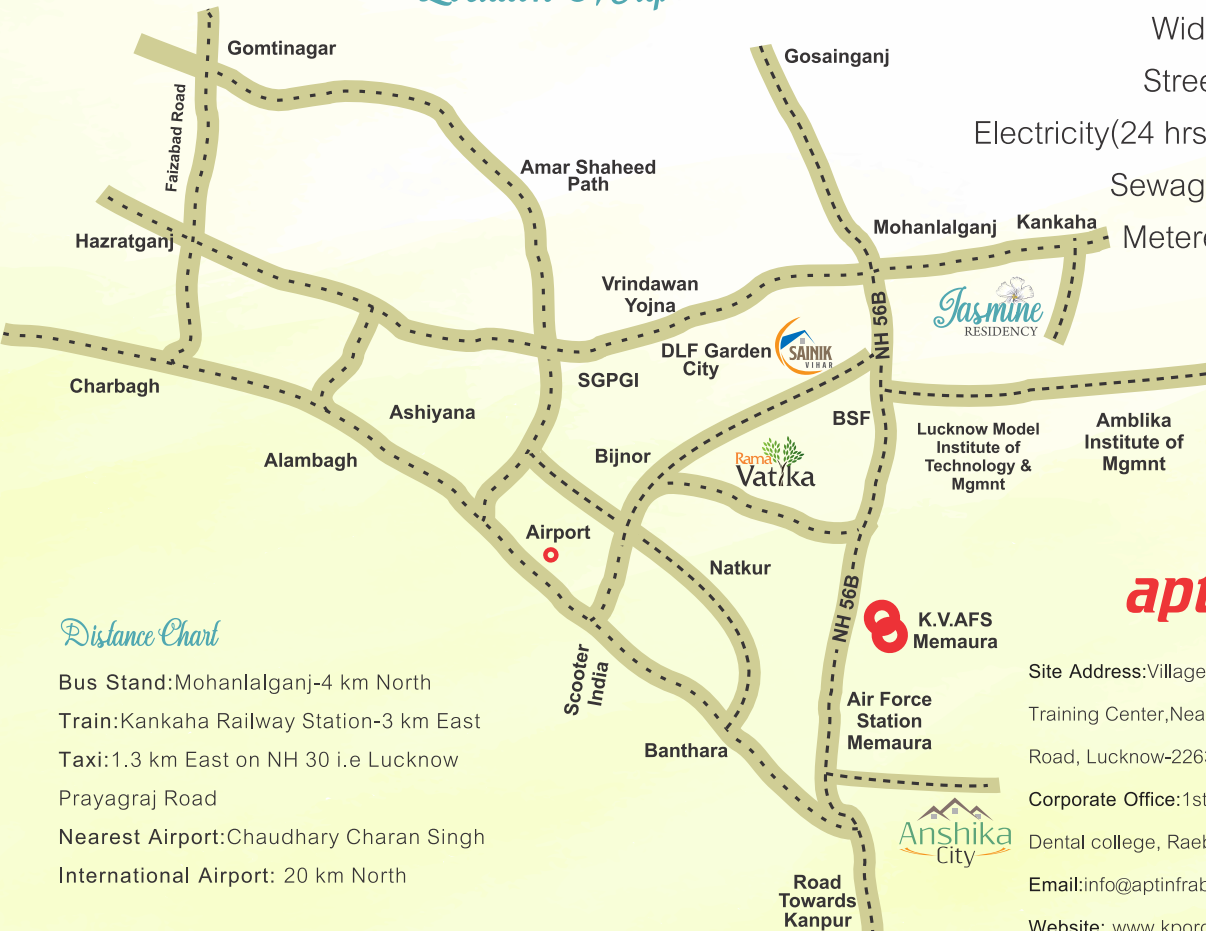 Location Map
Gomtinagar
Gosainganj
Faizabad Road
Amar Shaheed
Path
Hazratganj
Mohanlalganj
Kankaha
Vrindawan
Yojna
Jasmine
RESIDENCY
NH 56B
DLF Garden
City
SAINIK
VIHAR
SGPGI
Charbagh
Ashiyana
BSF
Lucknow Model
Institute of
Technology &
Mgmnt
Amblika
Institute of
Mgmnt
Alambagh
Bijnor
Rama
Vatika
Airport
Natkur
NH 56B
K.V.AFS
Memaura
Scooter
India
Air Force
Station
Memaura
Banthara
Anshika
City
Road
Towards
Kanpur
Distance Chart
Bus Stand:Mohanlalganj-4 km North
Train:Kankaha Railway Station-3 km East
Taxi:1.3 km East on NH 30 i.e Lucknow
Prayagraj Road
Nearest Airport:Chaudhary Charan Singh
International Airport: 20 km North
Wid
Stree
Electricity(24 hrs
Sewag
Metere
apt
Site Address:Village
Training Center,Nea
Road, Lucknow-226
Corporate Office:1st
Dental college, Raeb
Email:info@aptinfrab
Website: www.kporc